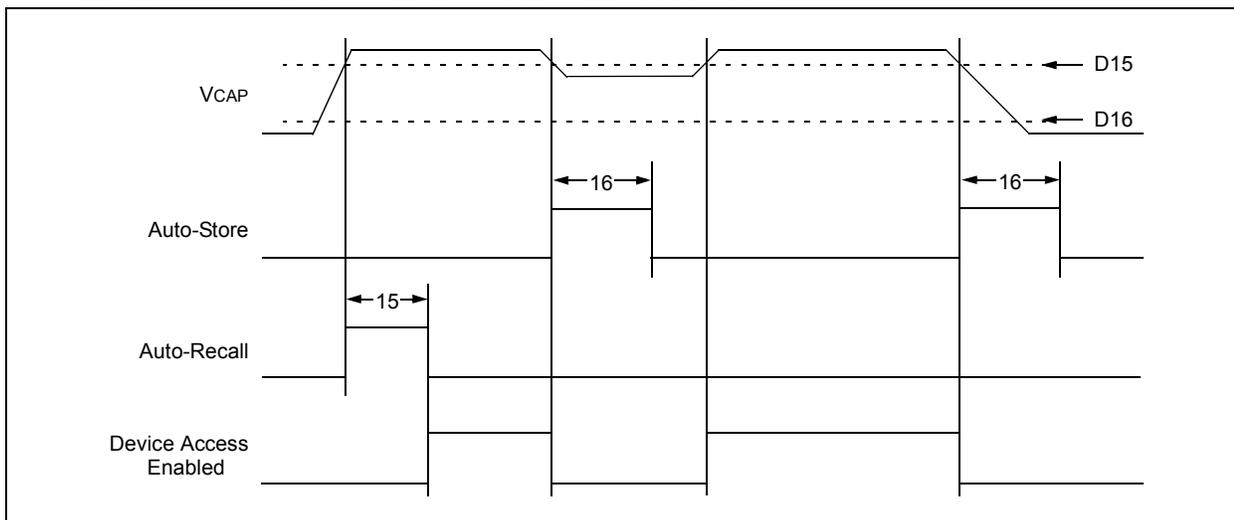 D15
VCAP
D16
16
16
Auto-Store
15
Auto-Recall
Device Access
Enabled